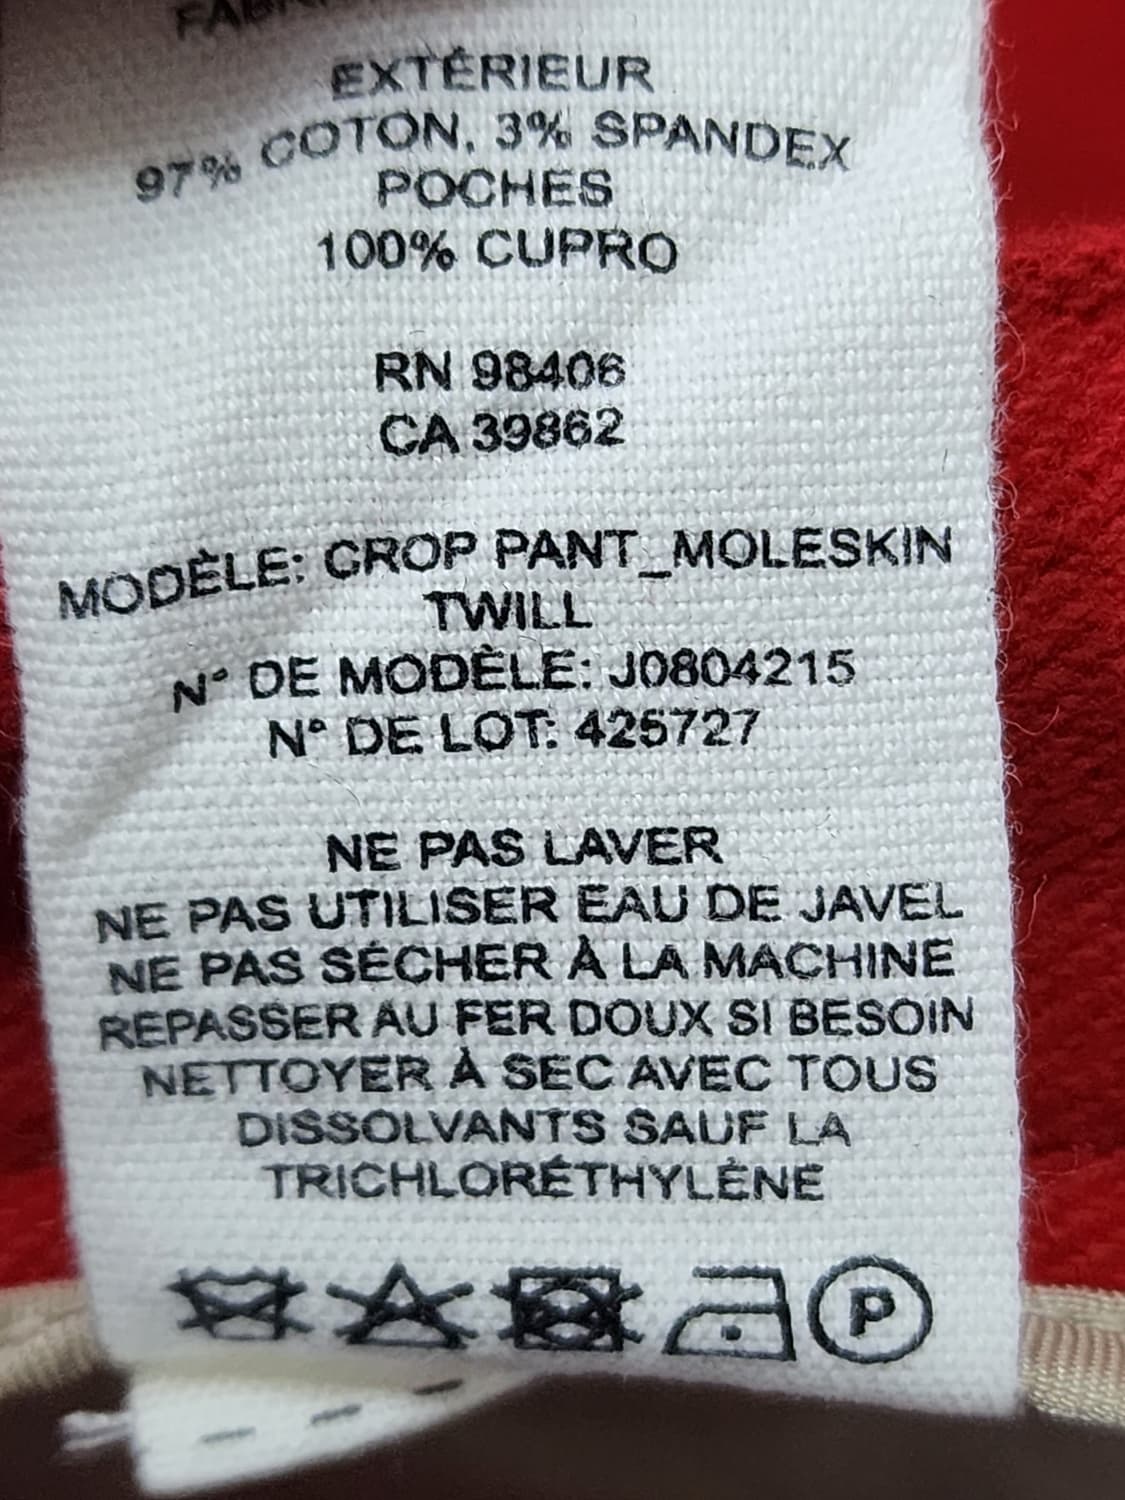 EXTÉRIEUR
97% COTON, 3% SPANDEX
POCHES
100% CUPRO
RN 98406
CA 39862
MODÈLE: CROP PANT_MOLESKIN
TWILL
N° DE MODÈLE: J0804215
N° DE LOT: 425727
NE PAS LAVER
NE PAS UTILISER EAU DE JAVEL
NE PAS SÉCHER À LA MACHINE
REPASSER AU FER DOUX SI BESOIN
NETTOYER À SEC AVEC TOUS
DISSOLVANTS SAUF LA
TRICHLORÉTHYLÈNE
P